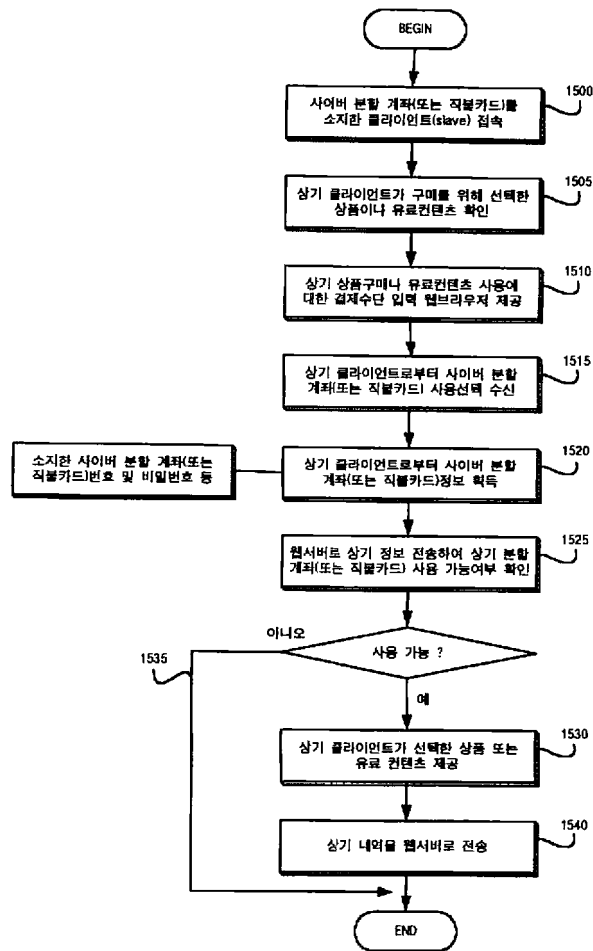 BEGIN
1500
사이버 분할 계좌(또는 직불카드)를
소지한 클라이언트(slave) 접속
1505
상기 클라이언트가 구매를 위해 선택한
상품이나 유료컨텐츠 확인
1510
상기 상품구매나 유료컨텐츠 사용에
대한 결제수단 입력 웹브라우저 제공
1515
상기 클라이언트로부터 사이버 분할
계좌(또는 직불카드) 사용선택 수신
1520
소지한 사이버 분할 계좌(또는
직불카드)번호 및 비밀번호 등
상기 클라이언트로부터 사이버 분할
계좌(또는 직불카드)정보 획득
1525
웹서버로 상기 정보 전송하여 상기 분할
계좌(또는 직불카드) 사용 가능여부 확인
아니오
1535
사용 가능 ?
예
1530
상기 클라이언트가 선택한 상품 또는
유료 컨텐츠 제공
1540
상기 내역을 웹서버로 전송
END